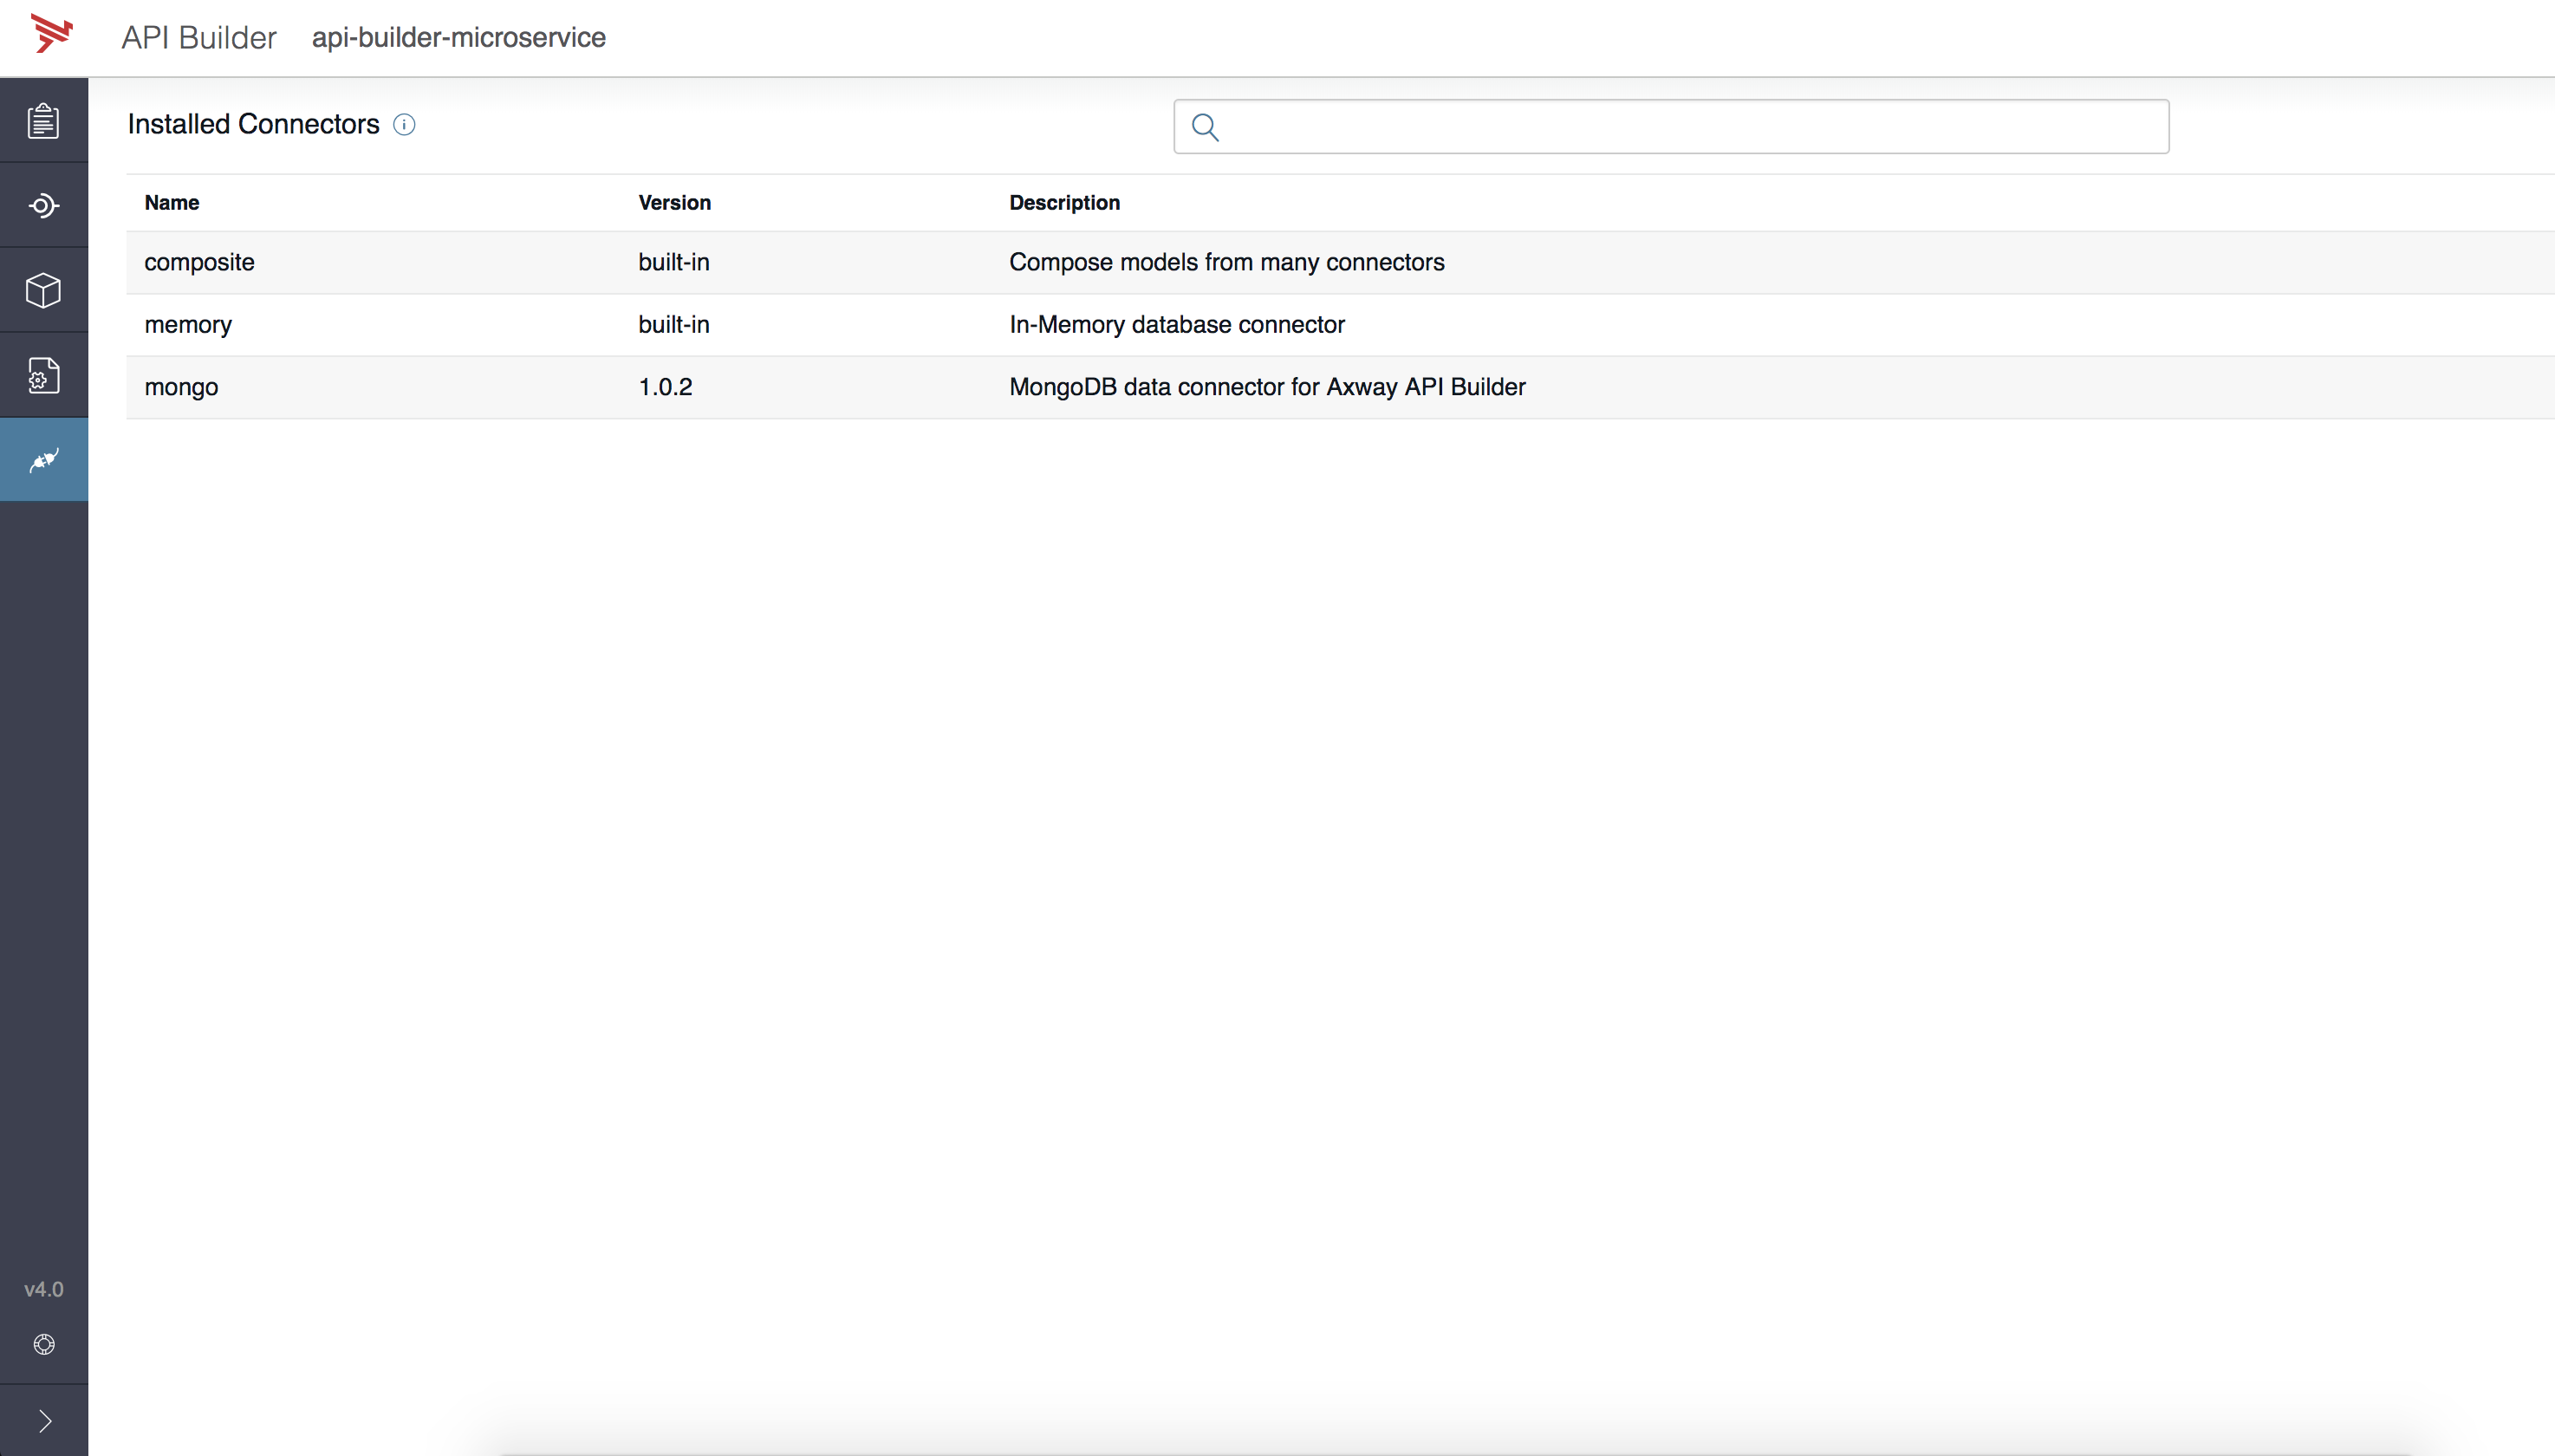 API Builder api-builder-microservice
Installed Connectors
Name Version Description
composite built-in Compose models from many connectors
memory built-in In-Memory database connector
mongo 1.0.2 MongoDB data connector for Axway API Builder
v4.0